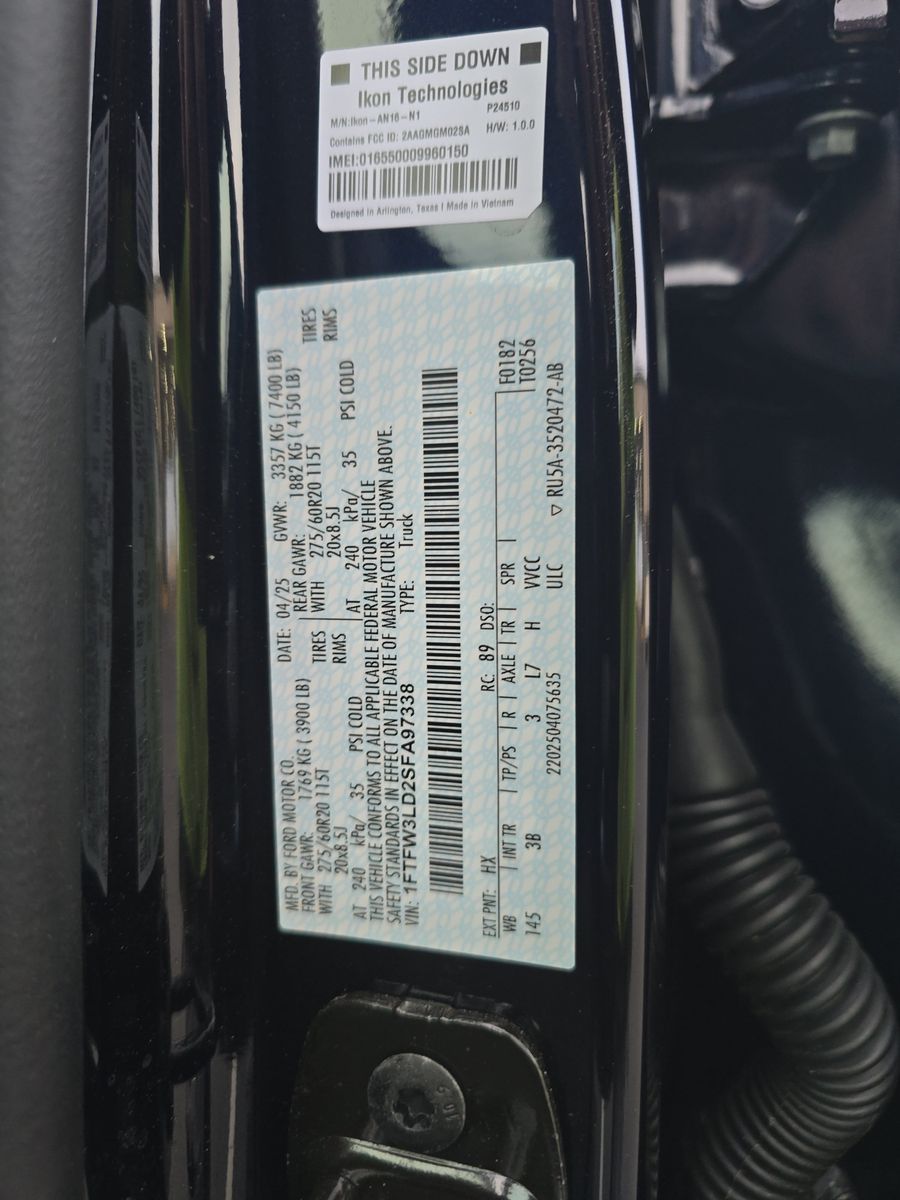 THIS SIDE DOWN
Ikon Technologies
M/N:Ikon-AN16-N1 P24510
Contains FCC ID: 2AAGMGM02SA H/W: 1.0.0
IMEI:016550009960150
Designed in Arlington, Texas | Made in Vietnam
MFD. BY FORD MOTOR CO. DATE: 04/25 GVWR: 3357 KG ( 7400 LB)
FRONT GAWR: 1769 KG ( 3900 LB) REAR GAWR: 1882 KG ( 4150 LB)
WITH 275/60R20 115T TIRES WITH 275/60R20 115T TIRES
20x8.5J RIMS 20x8.5J RIMS
AT 240 kPa/ 35 PSI COLD AT 240 kPa/ 35 PSI COLD
THIS VEHICLE CONFORMS TO ALL APPLICABLE FEDERAL MOTOR VEHICLE
SAFETY STANDARDS IN EFFECT ON THE DATE OF MANUFACTURE SHOWN ABOVE.
VIN: 1FTFW3LD2SFA97338 TYPE: Truck
EXT PNT: HX RC: 89 DSO: F0182
WB | INT TR | TP/PS | R | AXLE | TR | SPR | T0256
145 3B 3 L7 H VVCC
2202504075635 ULC ▽ RU5A-3520472-AB
10.9